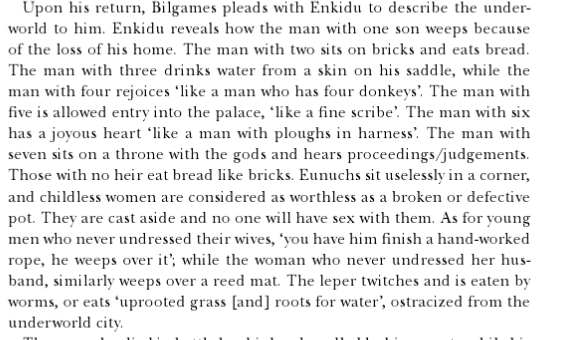 Upon his return, Bilgames pleads with Enkidu to describe the under-
world to him. Enkidu reveals how the man with one son weeps because
of the loss of his home. The man with two sits on bricks and eats bread.
The man with three drinks water from a skin on his saddle, while the
man with four rejoices ‘like a man who has four donkeys’. The man with
five is allowed entry into the palace, ‘like a fine scribe’. The man with six
has a joyous heart ‘like a man with ploughs in harness’. The man with
seven sits on a throne with the gods and hears proceedings/judgements.
Those with no heir eat bread like bricks. Eunuchs sit uselessly in a corner,
and childless women are considered as worthless as a broken or defective
pot. They are cast aside and no one will have sex with them. As for young
men who never undressed their wives, ‘you have him finish a hand-worked
rope, he weeps over it’; while the woman who never undressed her hus-
band, similarly weeps over a reed mat. The leper twitches and is eaten by
worms, or eats ‘uprooted grass [and] roots for water’, ostracized from the
underworld city.